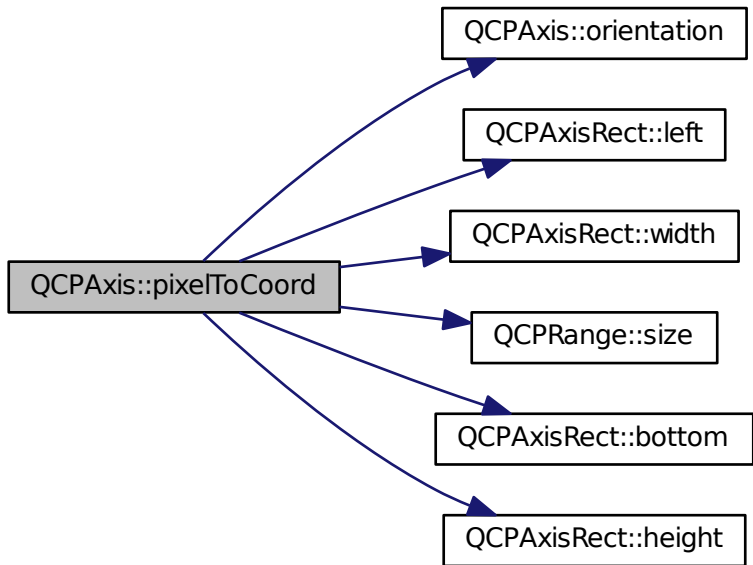 QCPAxis::orientation
QCPAxisRect::left
QCPAxisRect::width
QCPAxis::pixelToCoord
QCPRange::size
QCPAxisRect::bottom
QCPAxisRect::height